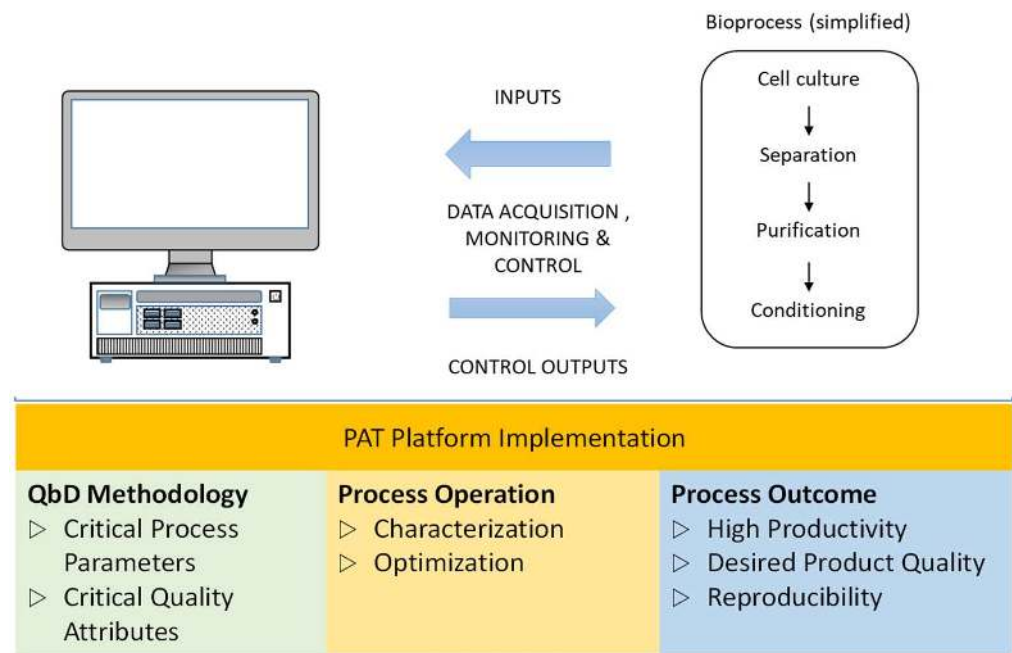 Bioprocess (simplified)
Cell culture
Separation
Purification
Conditioning
INPUTS
DATA ACQUISITION ,
MONITORING &
CONTROL
CONTROL OUTPUTS
PAT Platform Implementation
QbD Methodology
Critical Process
Parameters
Critical Quality
Attributes
Process Operation
Characterization
Optimization
Process Outcome
High Productivity
Desired Product Quality
Reproducibility